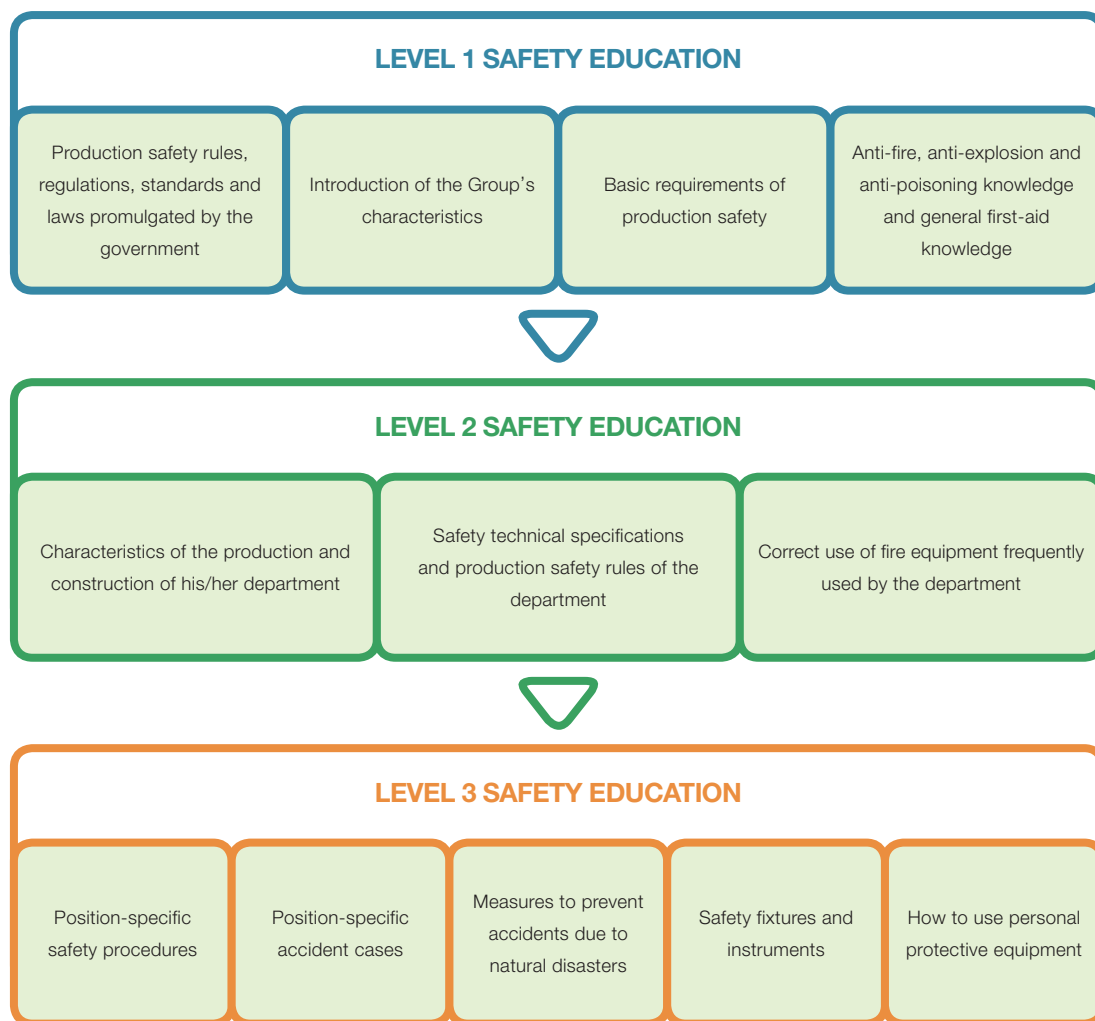 LEVEL 1 SAFETY EDUCATION
Production safety rules,
regulations, standards and
laws promulgated by the
government
Introduction of the Group's
characteristics
Basic requirements of
production safety
Anti-fire, anti-explosion and
anti-poisoning knowledge
and general first-aid
knowledge
LEVEL 2 SAFETY EDUCATION
Characteristics of the production and
construction of his/her department
Safety technical specifications
and production safety rules of the
department
Correct use of fire equipment frequently
used by the department
LEVEL 3 SAFETY EDUCATION
Position-specific
safety procedures
Position-specific
accident cases
Measures to prevent
accidents due to
natural disasters
Safety fixtures and
instruments
How to use personal
protective equipment